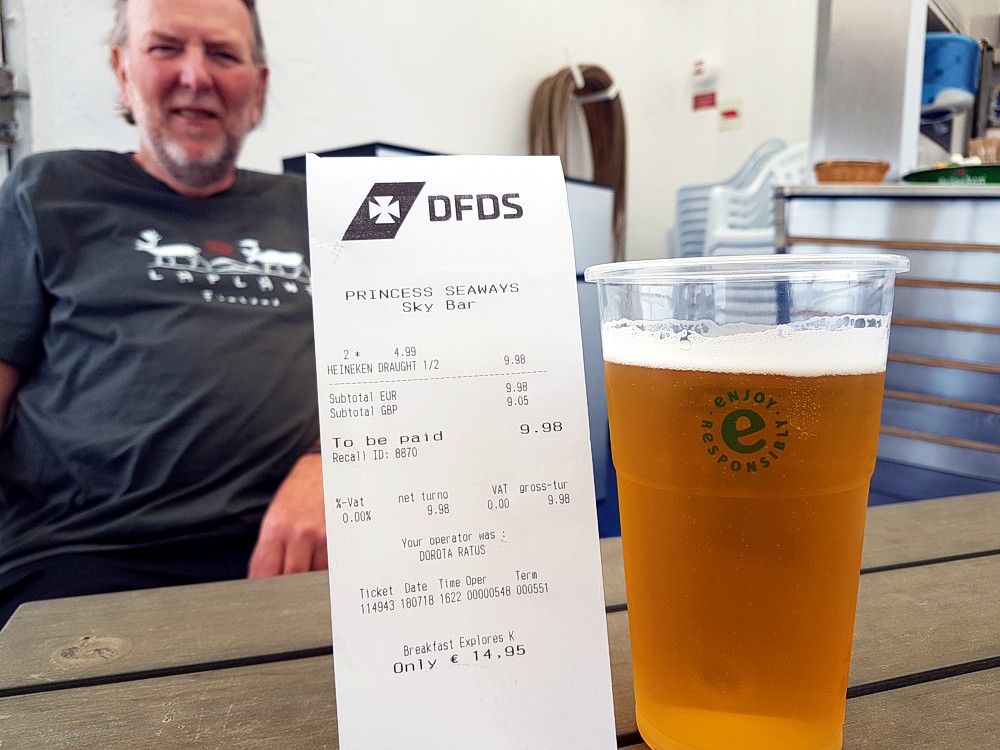 DFDS
PRINCESS SEAWAYS
Sky Bar
2 * 4.99
HEINEKEN DRAUGHT 1/2 9.98
Subtotal EUR 9.98
Subtotal GBP 9.05
To be paid 9.98
Recall ID: 8870
%-Vat net turno VAT gross-tur
0.00% 9.98 0.00 9.98
Your operator was :
DOROTA RATUS
Ticket Date Time Oper Term
114943 180718 1622 00000548 000551
Breakfast Explores K
Only € 14,95
LAPLAND
Finland
ENJOY
e
RESPONSIBLY